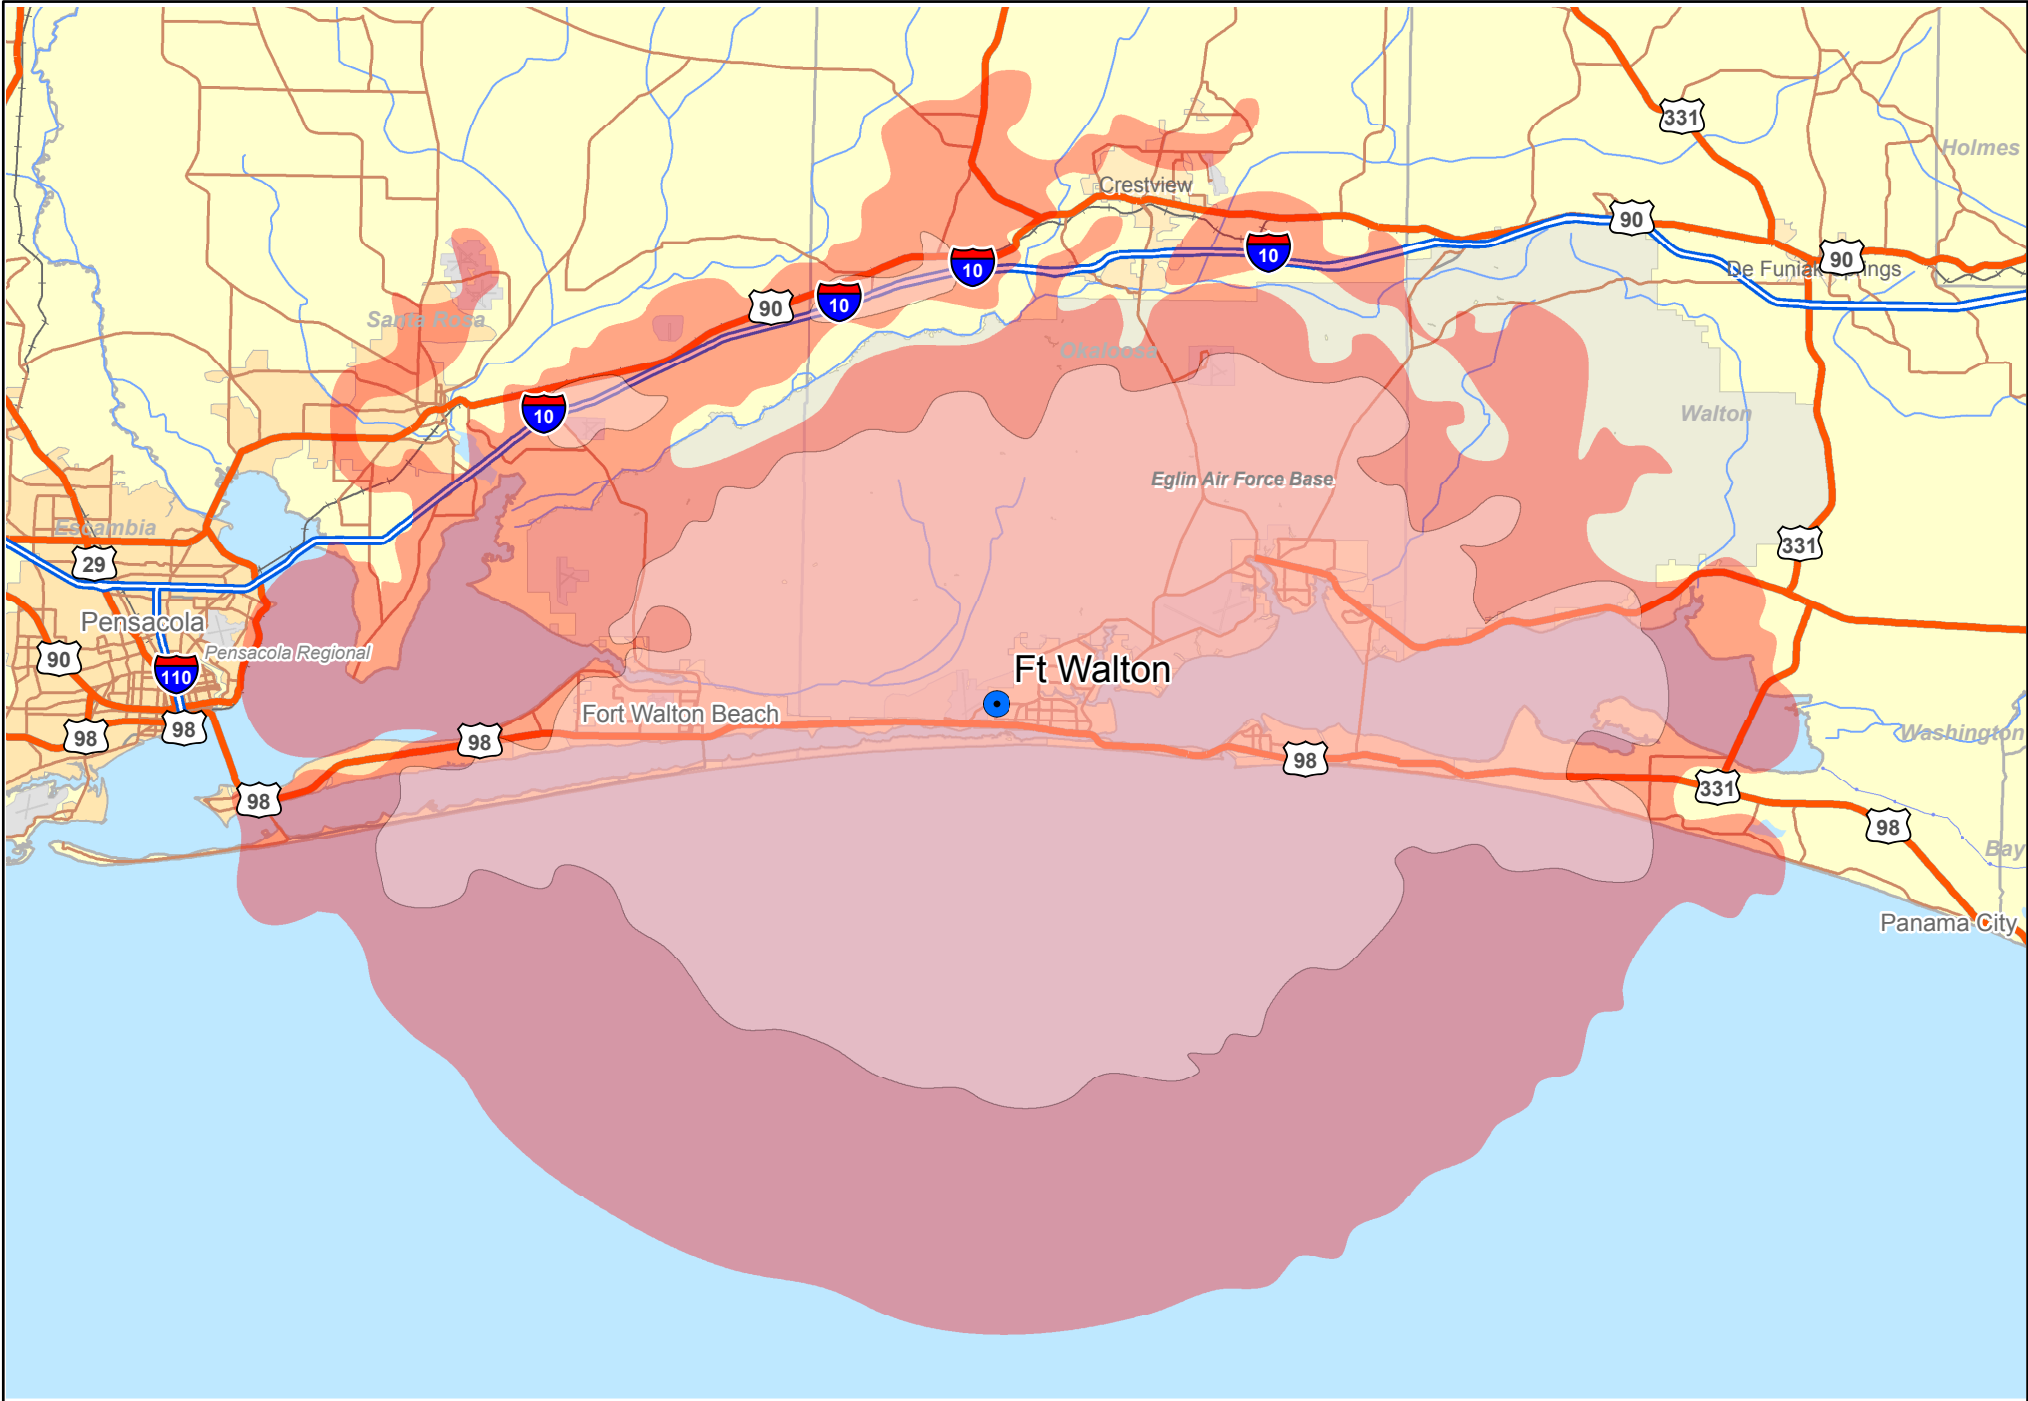 331
Holmes
Crestview
90
10
10
90
De Funiak Springs
10
90
Santa Rosa
Okaloosa
10
Walton
Eglin Air Force Base
Escambia
29
331
Pensacola
Pensacola Regional
90
110
Ft Walton
Fort Walton Beach
98
98
98
Washington
98
331
98
98
Bay
Panama City